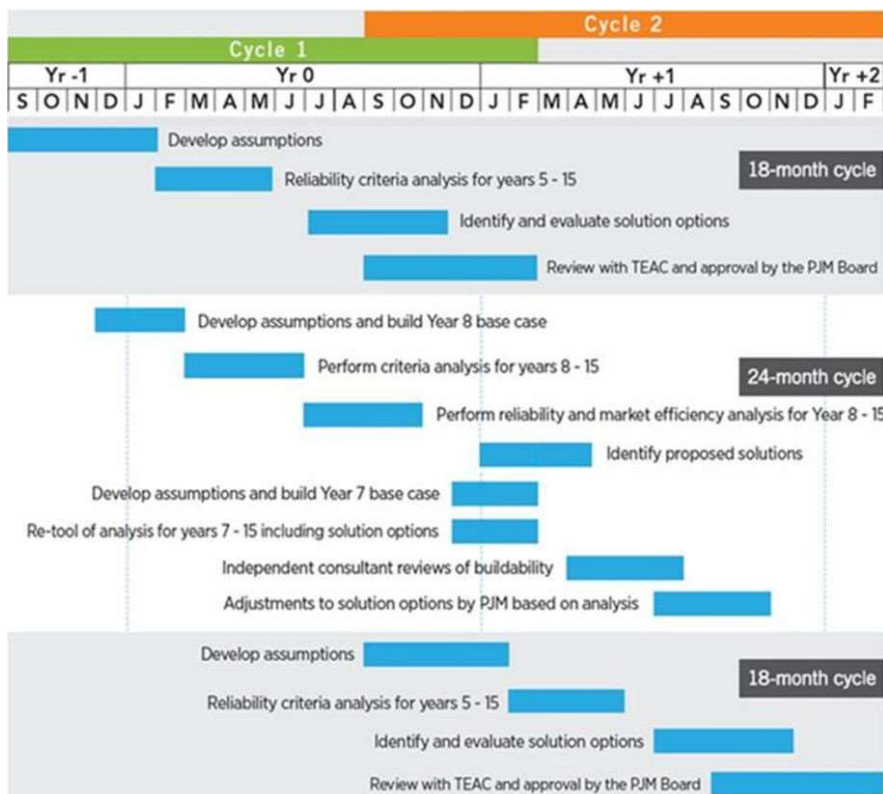 Cycle 2
Cycle 1
Yr -1 Yr 0 Yr +1 Yr +2
S O N D J F M A M J J A S O N D J F M A M J J A S O N D J F
Develop assumptions
18-month cycle
Reliability criteria analysis for years 5 - 15
Identify and evaluate solution options
Review with TEAC and approval by the PJM Board
Develop assumptions and build Year 8 base case
Perform criteria analysis for years 8 - 15
24-month cycle
Perform reliability and market efficiency analysis for Year 8 - 15
Identify proposed solutions
Develop assumptions and build Year 7 base case
Re-tool of analysis for years 7 - 15 including solution options
Independent consultant reviews of buildability
Adjustments to solution options by PJM based on analysis
Develop assumptions
18-month cycle
Reliability criteria analysis for years 5 - 15
Identify and evaluate solution options
Review with TEAC and approval by the PJM Board